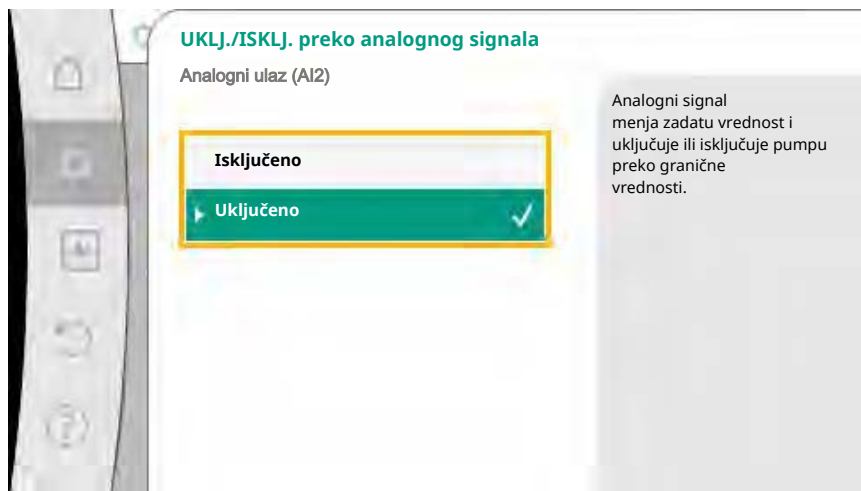 UKLJ./ISKLJ. preko analognog signala
Analogni ulaz (AI2)
Isključeno
Uključeno
Analogni signal
menja zadatu vrednost i
uključuje ili isključuje pumpu
preko granične
vrednosti.